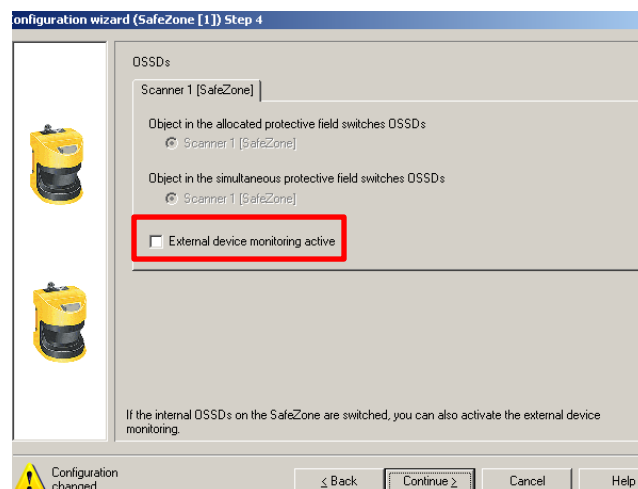 onfiguration wizard (SafeZone [1]) Step 4
OSSDs
Scanner 1 [SafeZone]
Object in the allocated protective field switches OSSDs
Scanner 1 [SafeZone]
Object in the simultaneous protective field switches OSSDs
Scanner 1 [SafeZone]
External device monitoring active
If the internal OSSDs on the SafeZone are switched, you can also activate the external device
monitoring.
Configuration
changed
< Back
Continue >
Cancel
Help